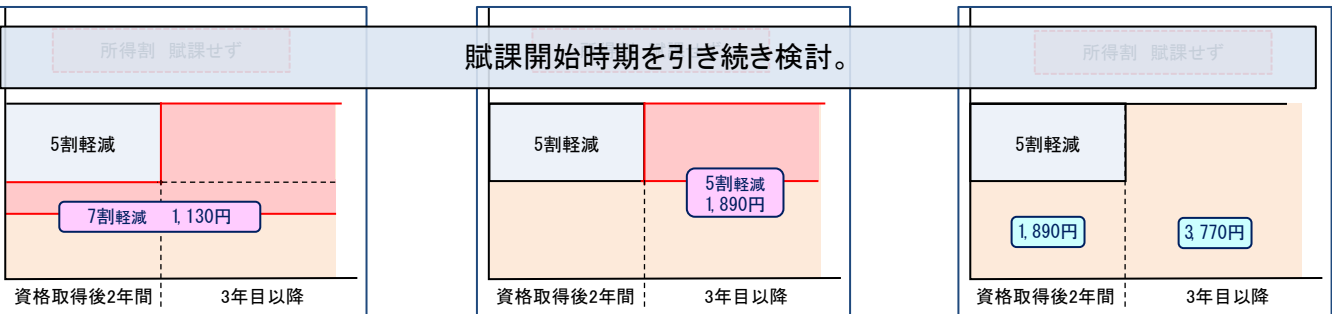 所得割 賦課せず
所得割 賦課せず
賦課開始時期を引き続き検討。
5割軽減
7割軽減 1,130円
資格取得後2年間
3年目以降
5割軽減
5割軽減
1,890円
資格取得後2年間
3年目以降
5割軽減
1,890円
3,770円
資格取得後2年間
3年目以降